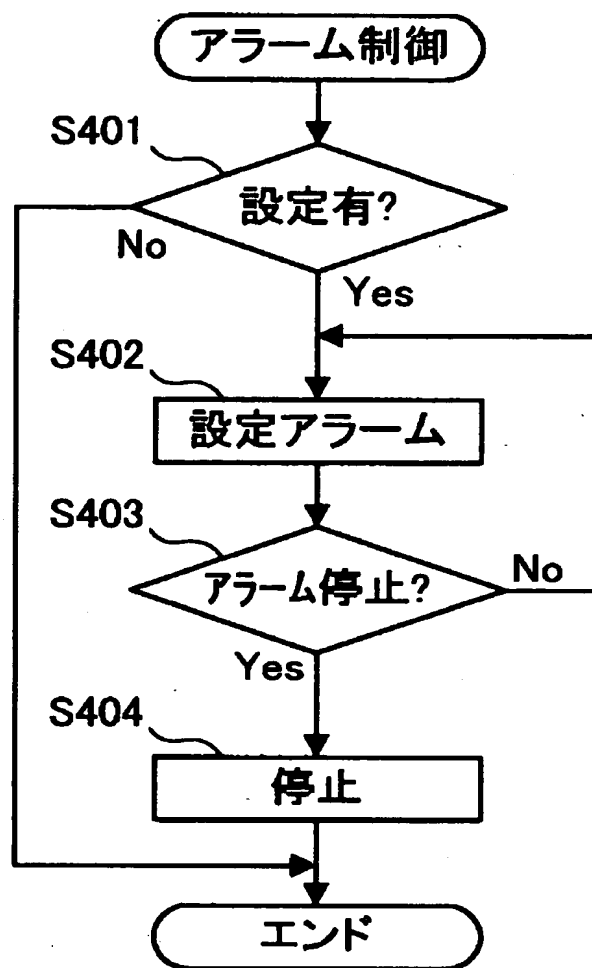 アラーム制御
S401
設定有?
No
Yes
S402
設定アラーム
S403
アラーム停止?
No
Yes
S404
停止
エンド